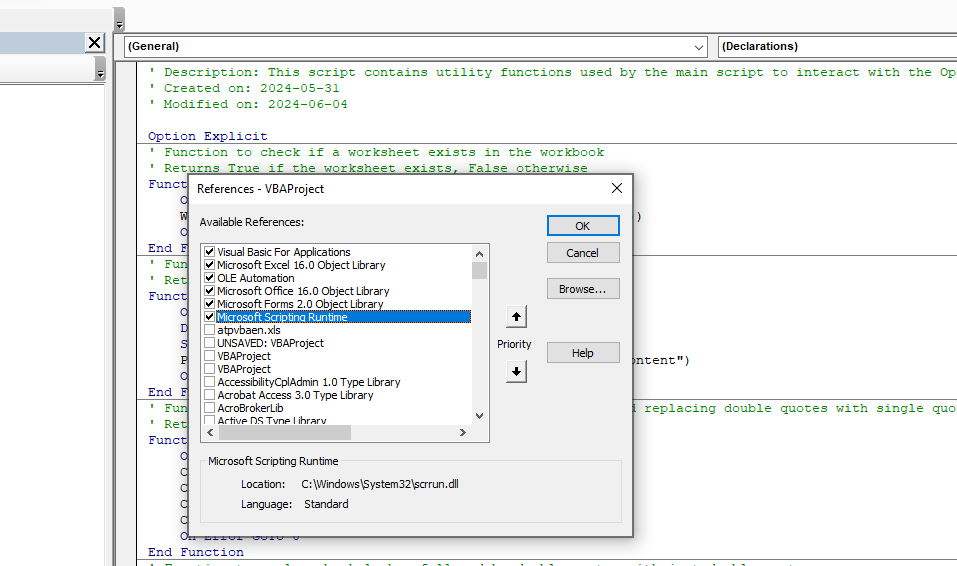 (General)
(Declarations)
' Description: This script contains utility functions used by the main script to interact with the Op
' Created on: 2024-05-31
' Modified on: 2024-06-04
Option Explicit
' Function to check if a worksheet exists in the workbook
' Returns True if the worksheet exists, False otherwise
Funct
O
W )
O
End F
' Fun
' Ret
Funct
O
D
S
P ontent")
O
End F
' Fun d replacing double quotes with single quo
' Ret
Funct
O
C
C
C
C
On Error GoTo 0
End Function
References - VBAProject
Available References:
Visual Basic For Applications
Microsoft Excel 16.0 Object Library
OLE Automation
Microsoft Office 16.0 Object Library
Microsoft Forms 2.0 Object Library
Microsoft Scripting Runtime
atpvbaen.xls
UNSAVED: VBAProject
VBAProject
VBAProject
AccessibilityCplAdmin 1.0 Type Library
Acrobat Access 3.0 Type Library
AcroBrokerLib
Active DS Type Library
OK
Cancel
Browse...
Priority
Help
Microsoft Scripting Runtime
Location: C:\Windows\System32\scrrun.dll
Language: Standard